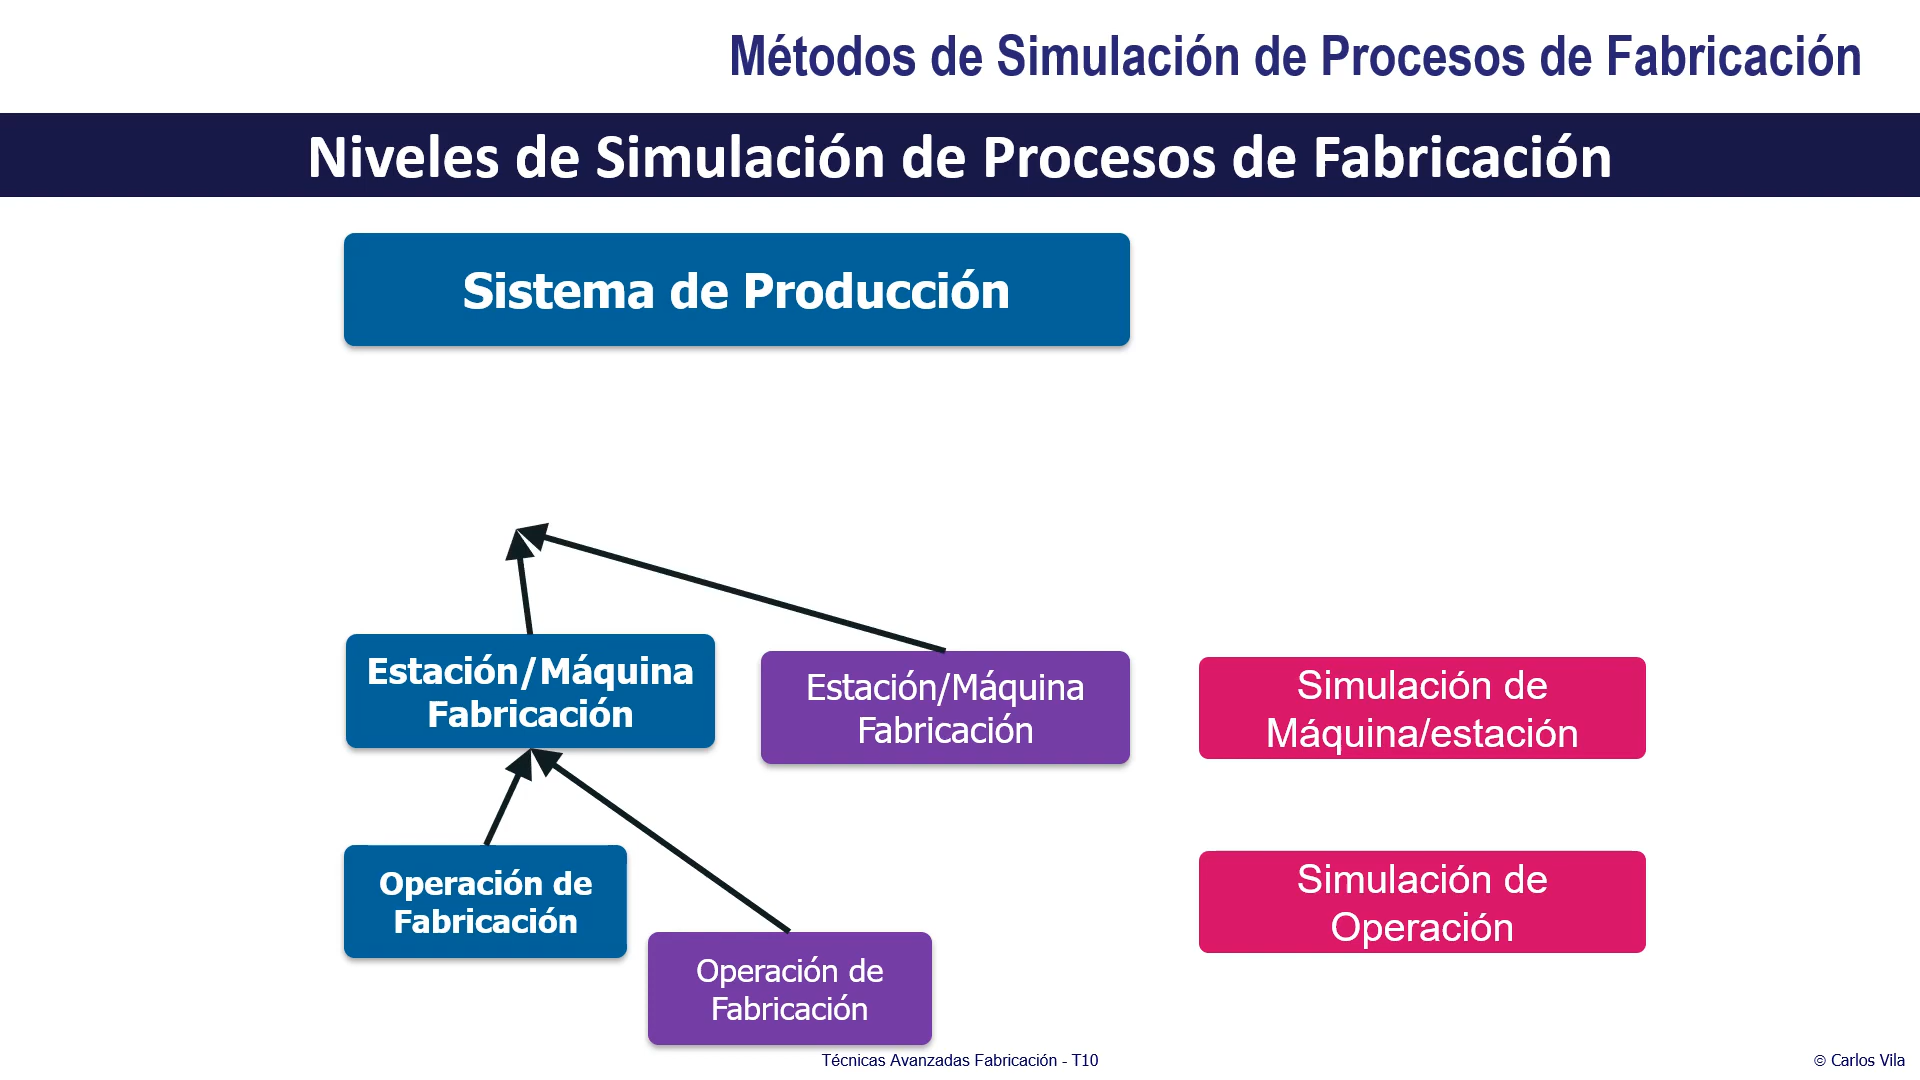 Métodos de Simulación de Procesos de Fabricación
Niveles de Simulación de Procesos de Fabricación
Sistema de Producción
Estación/Máquina
Fabricación
Estación/Máquina
Fabricación
Simulación de
Máquina/estación
Operación de
Fabricación
Simulación de
Operación
Operación de
Fabricación
Técnicas Avanzadas Fabricación - T10
© Carlos Vila